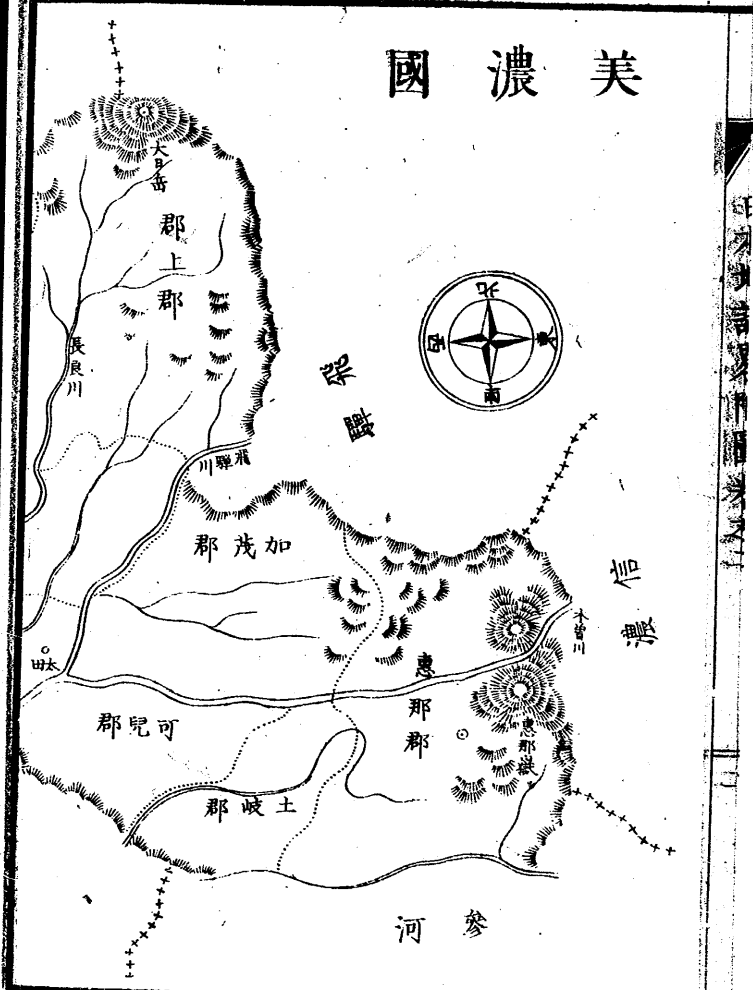 美濃國
大日岳
郡上郡
長良川
飛驒
北
東
南
西
飛驒川
加茂郡
信濃
木曽川
太田
惠那郡
惠那嶽
可兒郡
土岐郡
參河